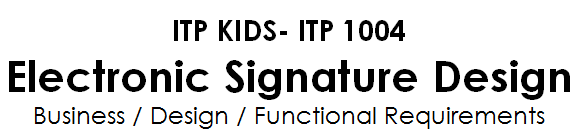 ITP KIDS- ITP 1004
Electronic Signature Design
Business / Design / Functional Requirements